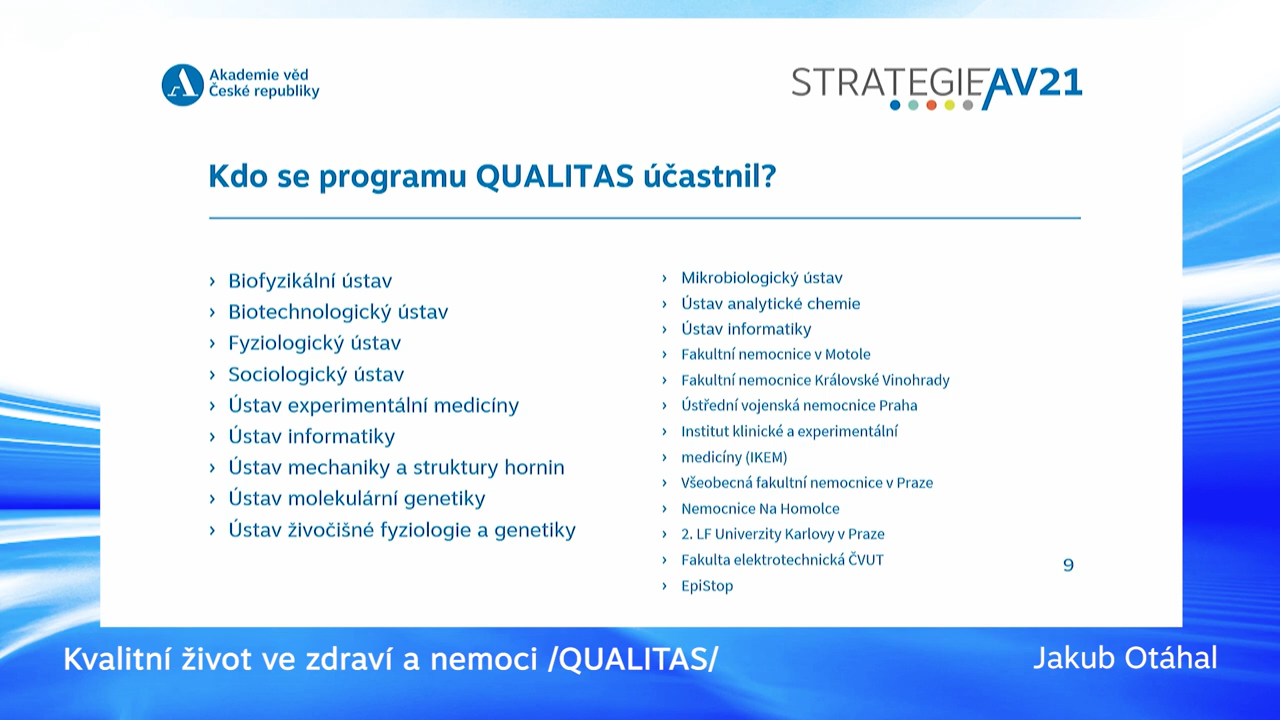 Akademie věd
České republiky
STRATEGIE AV21
Kdo se programu QUALITAS účastnil?
› Biofyzikální ústav
› Biotechnologický ústav
› Fyziologický ústav
› Sociologický ústav
› Ústav experimentální medicíny
› Ústav informatiky
› Ústav mechaniky a struktury hornin
› Ústav molekulární genetiky
› Ústav živočišné fyziologie a genetiky
› Mikrobiologický ústav
› Ústav analytické chemie
› Ústav informatiky
› Fakultní nemocnice v Motole
› Fakultní nemocnice Královské Vinohrady
› Ústřední vojenská nemocnice Praha
› Institut klinické a experimentální
› medicíny (IKEM)
› Všeobecná fakultní nemocnice v Praze
› Nemocnice Na Homolce
› 2. LF Univerzity Karlovy v Praze
› Fakulta elektrotechnická ČVUT
› EpiStop
9
Kvalitní život ve zdraví a nemoci /QUALITAS/
Jakub Otáhal